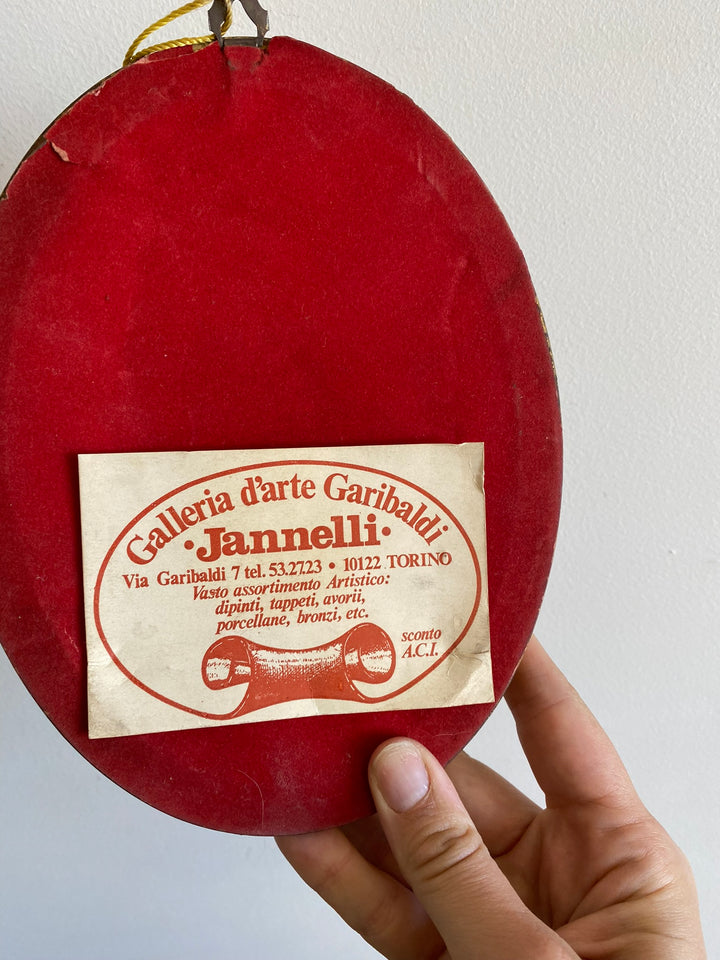 Galleria d'arte Garibaldi
·Jannelli·
Via Garibaldi 7 tel. 53.27.23 • 10122 TORINO
Vasto assortimento Artistico:
dipinti, tappeti, avorii,
porcellane, bronzi, etc.
sconto
A.C.I.